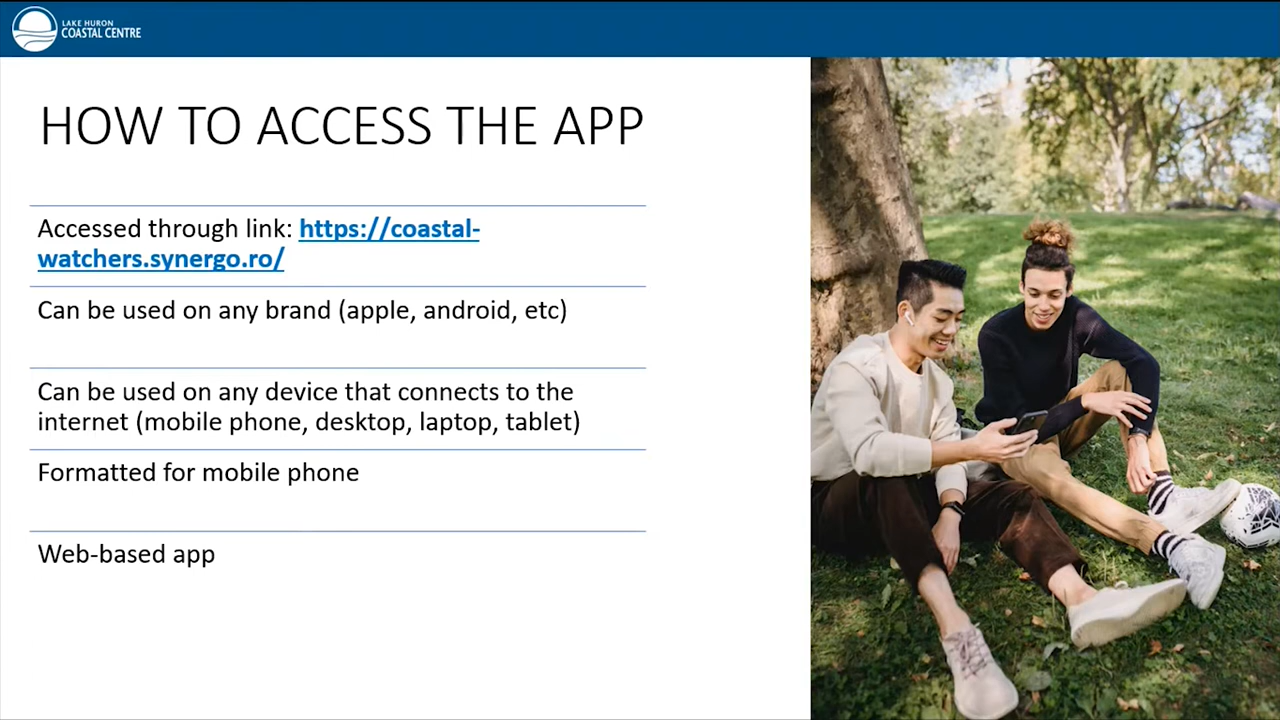 LAKE HURON
COASTAL CENTRE
HOW TO ACCESS THE APP
Accessed through link: https://coastal-
watchers.synergo.ro/
Can be used on any brand (apple, android, etc)
Can be used on any device that connects to the
internet (mobile phone, desktop, laptop, tablet)
Formatted for mobile phone
Web-based app